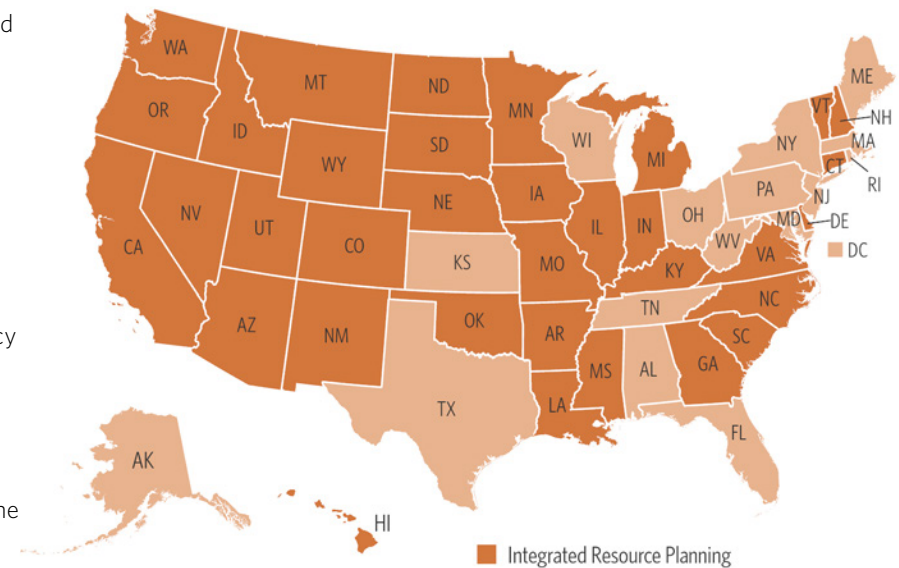 d
WA
MT
ND
MN
ME
VT
NH
OR
ID
SD
WI
NY
MA
WY
MI
CT
RI
NV
UT
NE
IA
PA
NJ
IL
IN
OH
MD
DE
CA
CO
WV
DC
KS
MO
KY
VA
AZ
NM
OK
AR
TN
NC
SC
cy
MS
AL
GA
TX
LA
FL
AK
ne
HI
Integrated Resource Planning